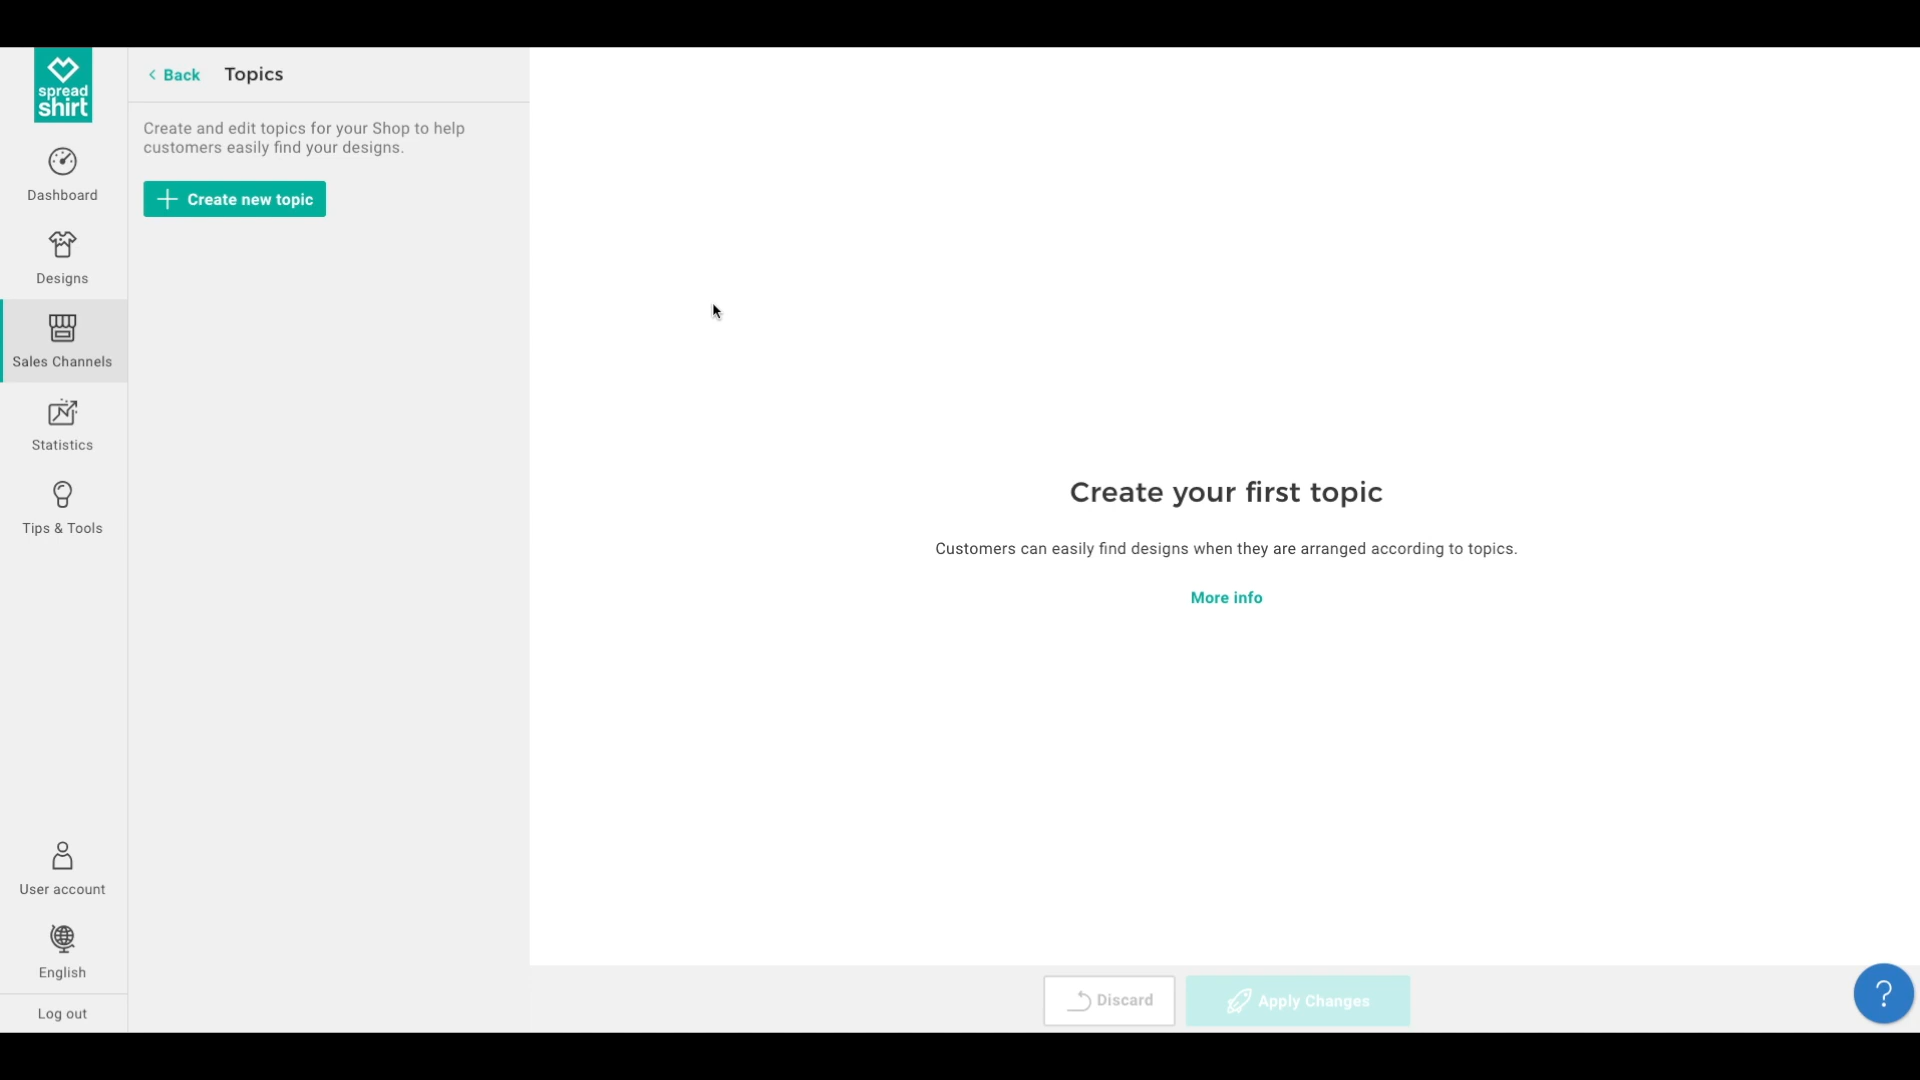 spread
shirt
Dashboard
Designs
Sales Channels
Statistics
Tips & Tools
User account
English
Log out
Back
Topics
Create and edit topics for your Shop to help
customers easily find your designs.
Create new topic
Create your first topic
Customers can easily find designs when they are arranged according to topics.
More info
Discard
Apply Changes
?